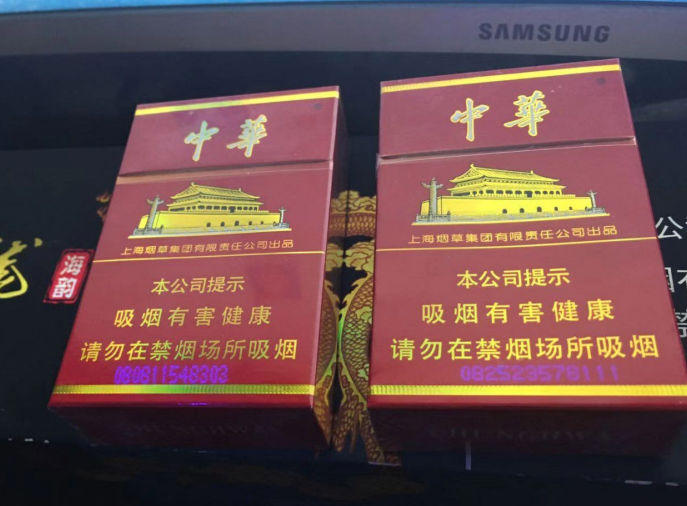 SAMSUNG
中華
上海烟草集团有限责任公司出品
本公司提示
吸烟有害健康
请勿在禁烟场所吸烟
中華
上海烟草集团有限责任公司出品
本公司提示
吸烟有害健康
请勿在禁烟场所吸烟
海韵